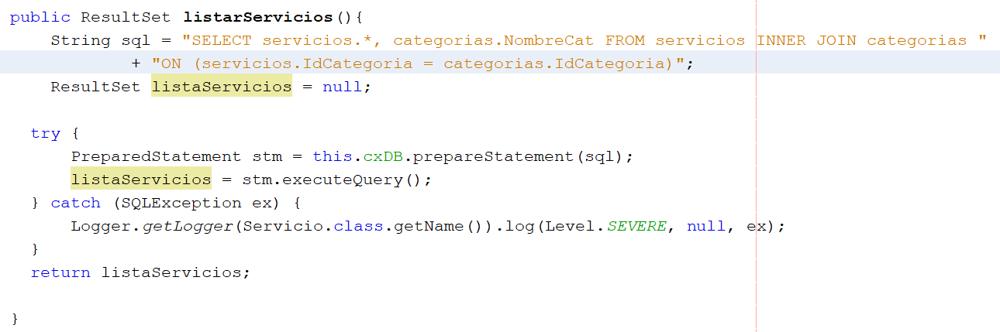 public ResultSet listarServicios(){
    String sql = "SELECT servicios.*, categorias.NombreCat FROM servicios INNER JOIN categorias "
            + "ON (servicios.IdCategoria = categorias.IdCategoria)";
    ResultSet listaServicios = null;

  try {
      PreparedStatement stm = this.cxDB.prepareStatement(sql);
      listaServicios = stm.executeQuery();
  } catch (SQLException ex) {
      Logger.getLogger(Servicio.class.getName()).log(Level.SEVERE, null, ex);
  }
  return listaServicios;

}